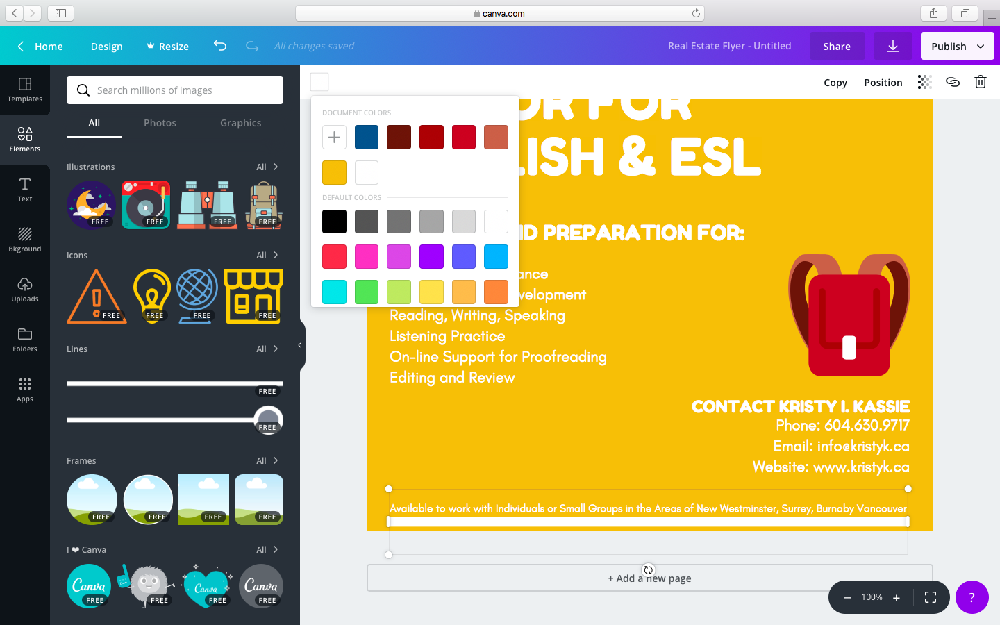 canva.com
Home
Design
Resize
All changes saved
Real Estate Flyer - Untitled
Share
Publish
Templates
Elements
Text
Bkground
Uploads
Folders
Apps
Search millions of images
All
Photos
Graphics
Illustrations
All
FREE
FREE
FREE
FREE
Icons
All
FREE
FREE
FREE
FREE
Lines
All
FREE
FREE
Frames
All
FREE
FREE
FREE
FREE
I ❤ Canva
All
Canva
FREE
FREE
Canva
FREE
Canva
FREE
Copy
Position
DOCUMENT COLORS
DEFAULT COLORS
OR FOR
LISH & ESL
ND PREPARATION FOR:
ance
velopment
Reading, Writing, Speaking
Listening Practice
On-line Support for Proofreading
Editing and Review
CONTACT KRISTY I. KASSIE
Phone: 604.630.9717
Email: info@kristyk.ca
Website: www.kristyk.ca
Available to work with Individuals or Small Groups in the Areas of New Westminster, Surrey, Burnaby Vancouver
+ Add a new page
100%
?